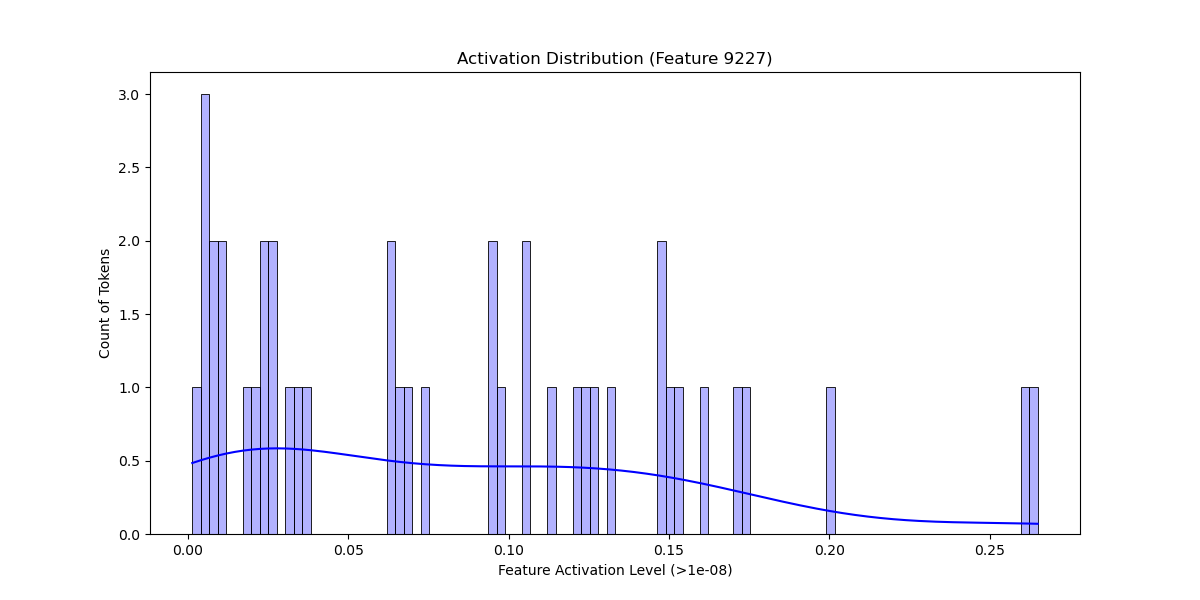 Activation Distribution (Feature 9227)
3.0
2.5
2.0
1.5
1.0
0.5
0.0
Count of Tokens
0.00 0.05 0.10 0.15 0.20 0.25
Feature Activation Level (>1e-08)